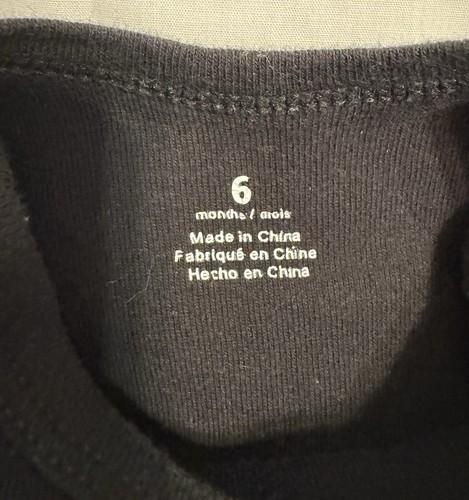 6
months / mois
Made in China
Fabriqué en Chine
Hecho en China